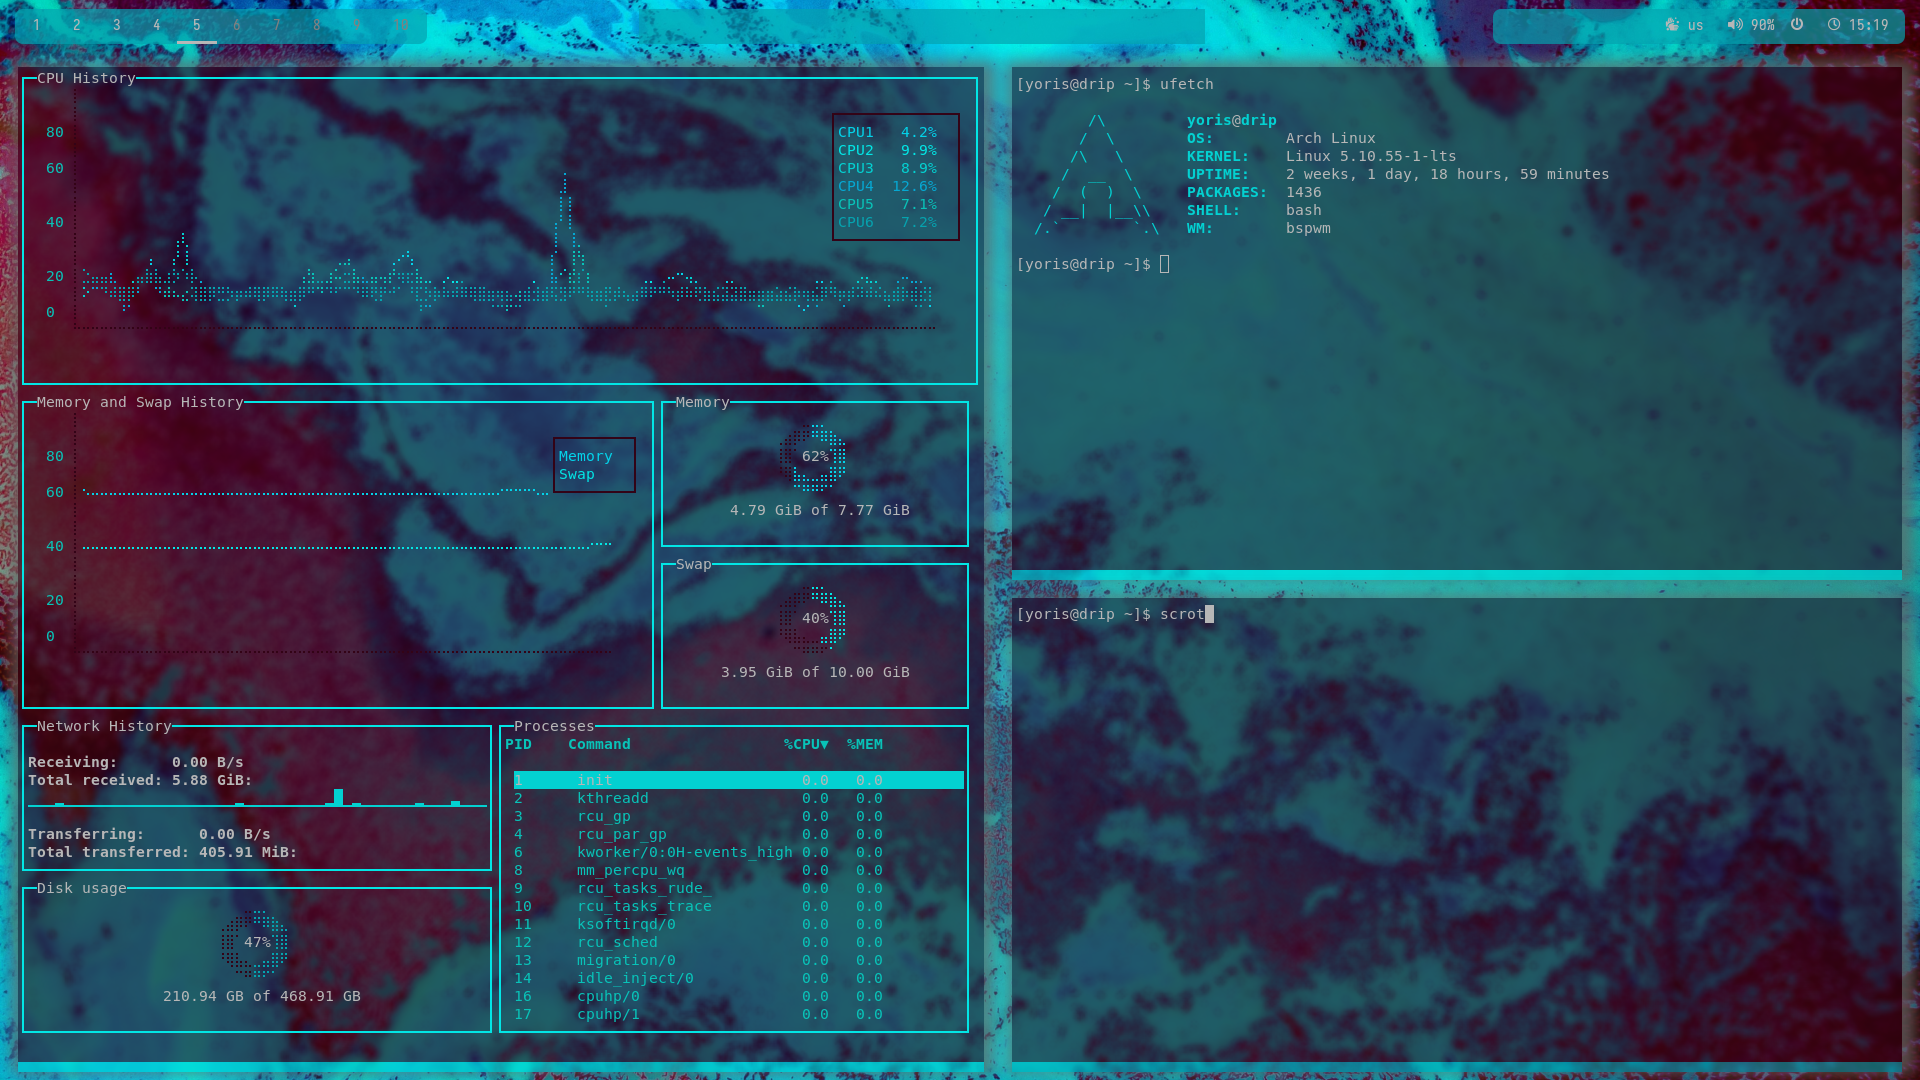 1 2 3 4 5 6 7 8 9 10
us 90% 15:19
CPU History
80
60
40
20
0
CPU1 4.2%
CPU2 9.9%
CPU3 8.9%
CPU4 12.6%
CPU5 7.1%
CPU6 7.2%
Memory and Swap History
80
60
40
20
0
Memory
Swap
Memory
62%
4.79 GiB of 7.77 GiB
Swap
40%
3.95 GiB of 10.00 GiB
Network History
Receiving: 0.00 B/s
Total received: 5.88 GiB:
Transferring: 0.00 B/s
Total transferred: 405.91 MiB:
Disk usage
47%
210.94 GB of 468.91 GB
Processes
PID Command %CPU▼ %MEM
1 init 0.0 0.0
2 kthreadd 0.0 0.0
3 rcu_gp 0.0 0.0
4 rcu_par_gp 0.0 0.0
6 kworker/0:0H-events_high 0.0 0.0
8 mm_percpu_wq 0.0 0.0
9 rcu_tasks_rude_ 0.0 0.0
10 rcu_tasks_trace 0.0 0.0
11 ksoftirqd/0 0.0 0.0
12 rcu_sched 0.0 0.0
13 migration/0 0.0 0.0
14 idle_inject/0 0.0 0.0
16 cpuhp/0 0.0 0.0
17 cpuhp/1 0.0 0.0
[yoris@drip ~]$ ufetch
yoris@drip
OS: Arch Linux
KERNEL: Linux 5.10.55-1-lts
UPTIME: 2 weeks, 1 day, 18 hours, 59 minutes
PACKAGES: 1436
SHELL: bash
WM: bspwm
[yoris@drip ~]$
[yoris@drip ~]$ scrot